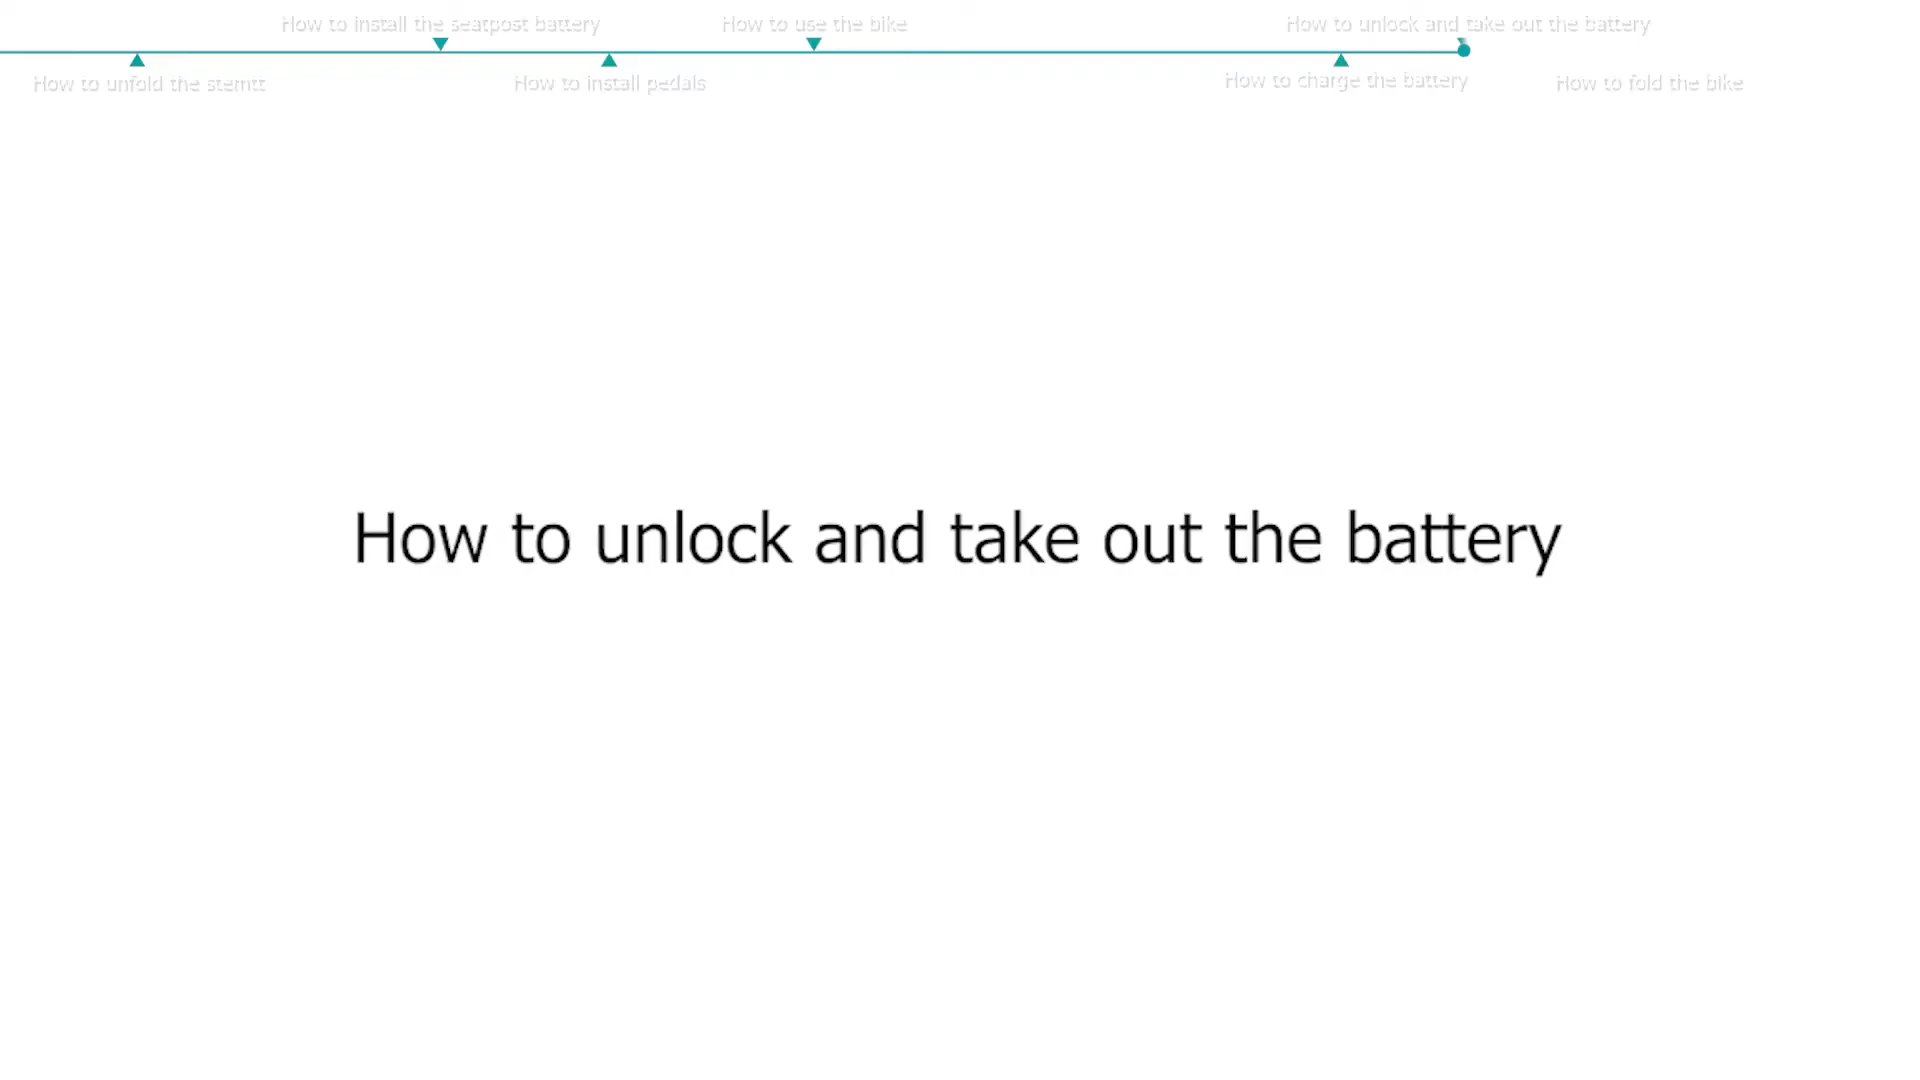 How to install the seatpost battery
How to use the bike
How to unlock and take out the battery
How to unfold the stemtt
How to install pedals
How to charge the battery
How to fold the bike
How to unlock and take out the battery